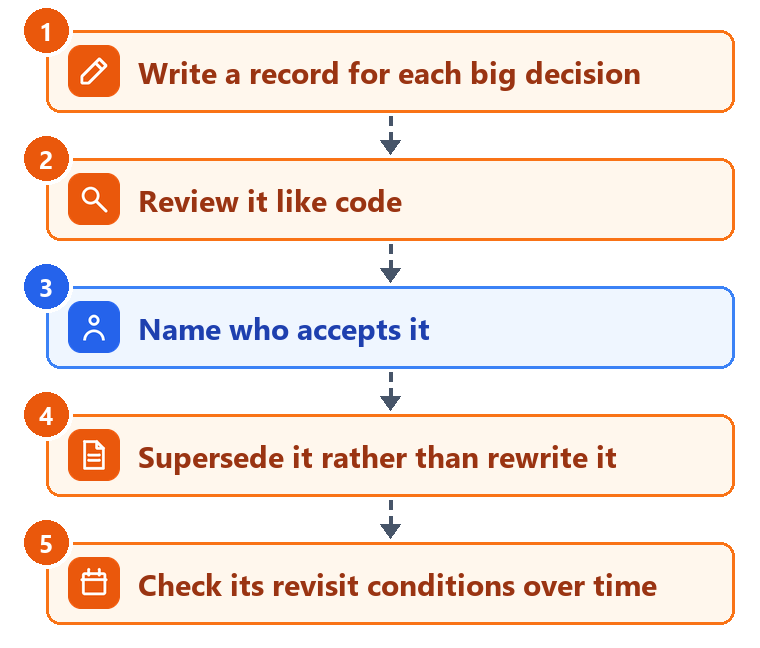 1
Write a record for each big decision
2
Review it like code
3
Name who accepts it
4
Supersede it rather than rewrite it
5
Check its revisit conditions over time